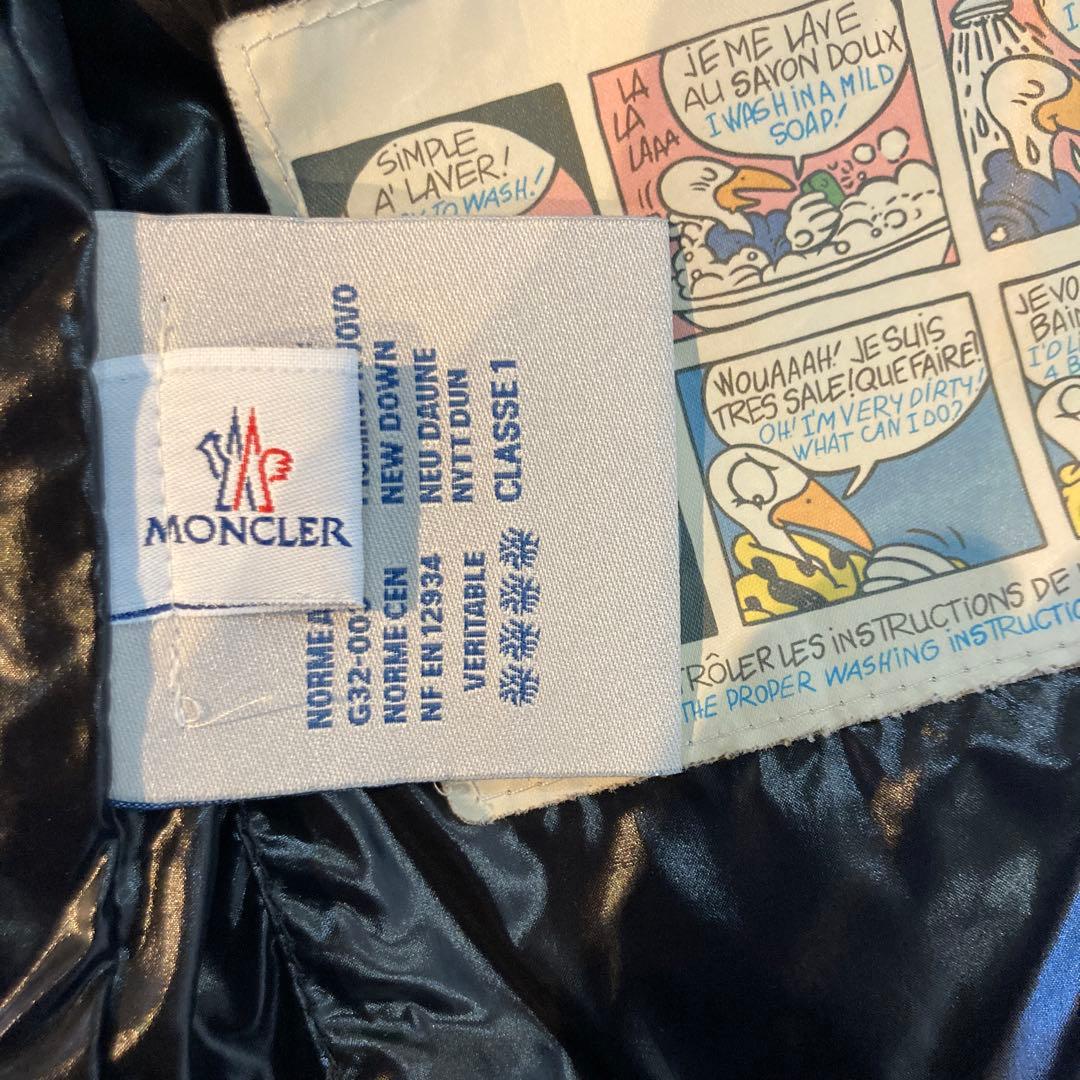 SIMPLE
A' LAVER!
TO WASH!
LA
LA
LAAA
JE ME LAVE
AU SAVON DOUX
I WASH IN A MILD
SOAP!
I
WOUAAAH! JE SUIS
TRES SALE! QUE FAIRE?
OH! I'M VERY DIRTY!
WHAT CAN I DO?
JE VO
BAIN
I'D L
4 B
RÔLER LES INSTRUCTIONS DE
THE PROPER WASHING INSTRUCTIO
MONCLER
NEW DOWN
NEU DAUNE
NYTT DUN
CLASSE 1
NORME A
G32-00
NORME CEN
NF EN 12934
VERITABLE